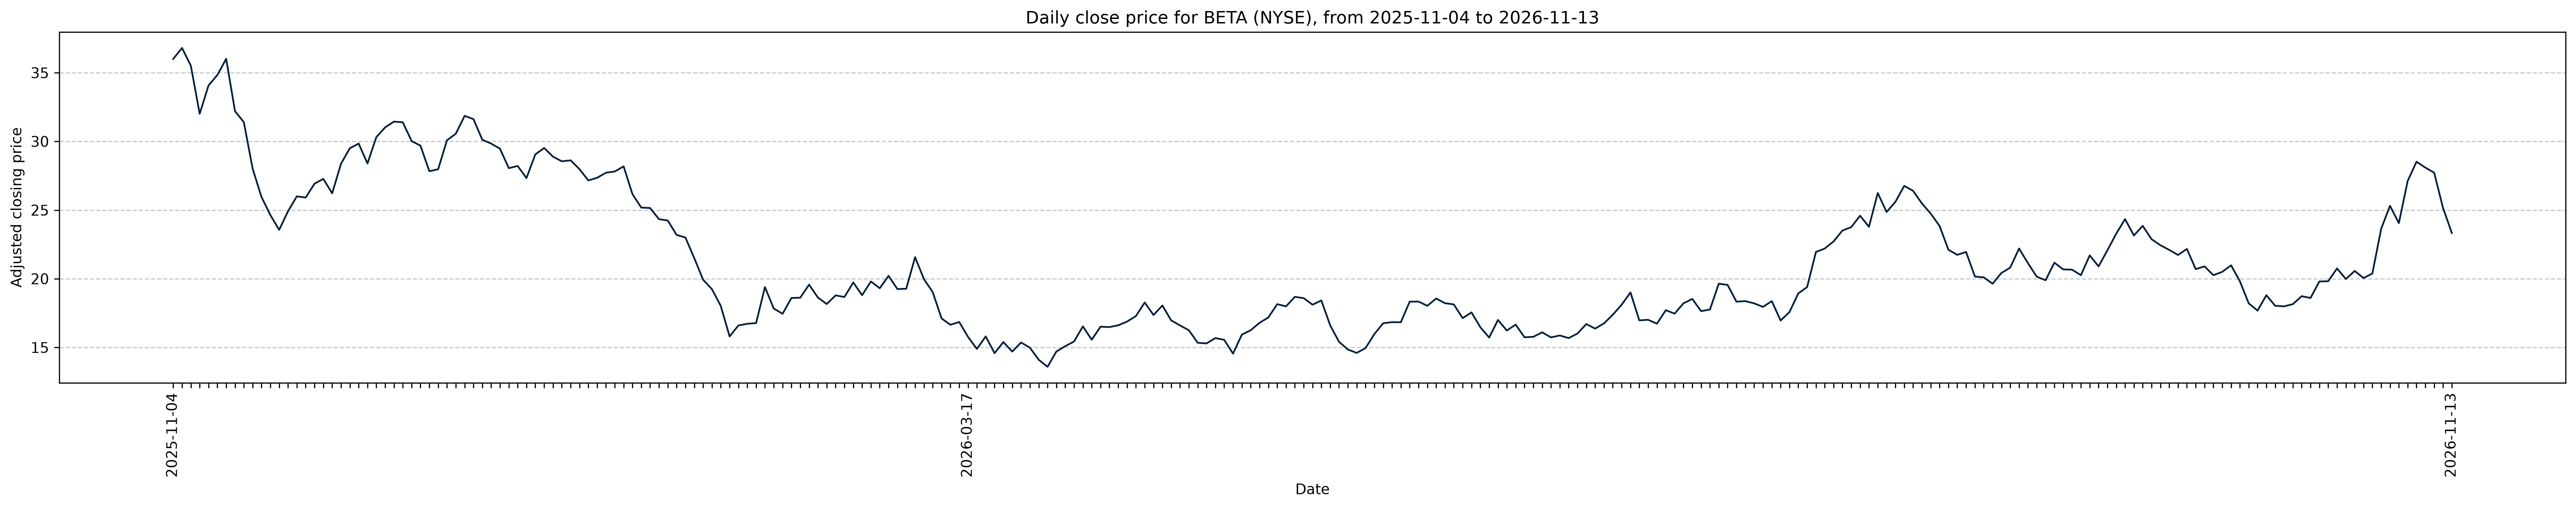 Daily close price for BETA (NYSE), from 2025-11-04 to 2026-11-13
Adjusted closing price
35
30
25
20
15
2025-11-04
2026-03-17
2026-11-13
Date